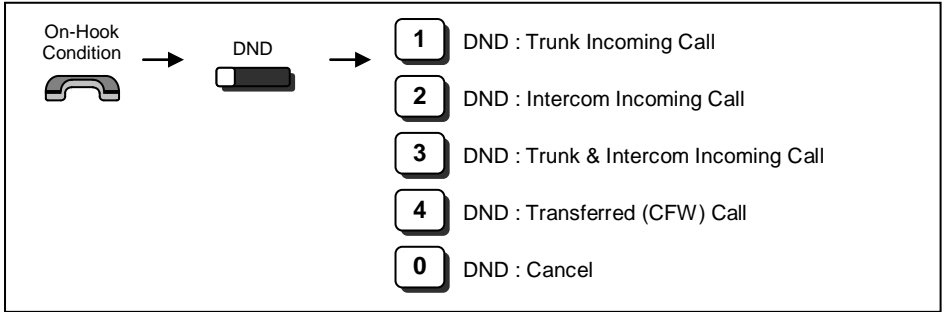 On-Hook
Condition
DND
1 DND : Trunk Incoming Call
2 DND : Intercom Incoming Call
3 DND : Trunk & Intercom Incoming Call
4 DND : Transferred (CFW) Call
0 DND : Cancel